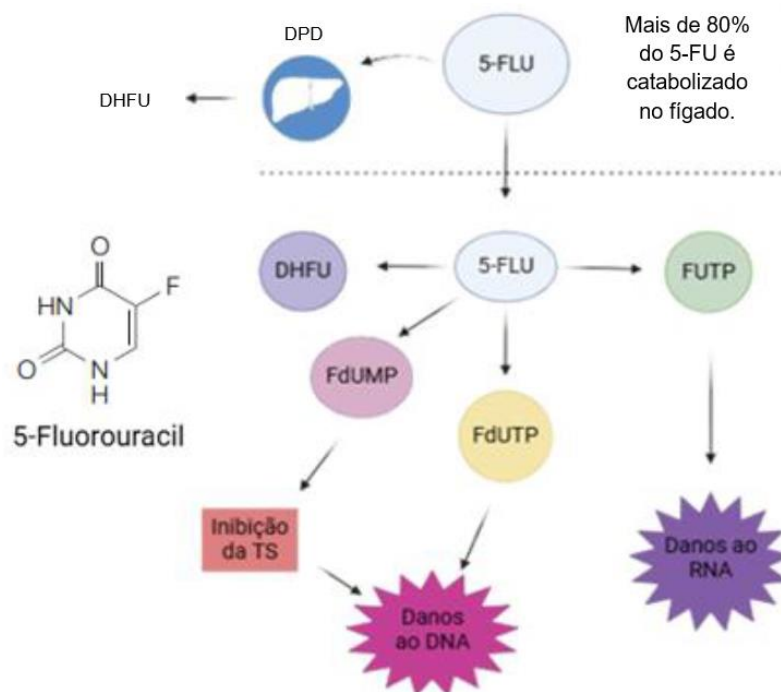 DPD
5-FLU
Mais de 80%
do 5-FU é
catabolizado
no fígado.
DHFU
DHFU
5-FLU
FUTP
O
F
HN
O
N
H
5-Fluorouracil
FdUMP
FdUTP
Inibição
da TS
Danos ao
RNA
Danos
ao DNA